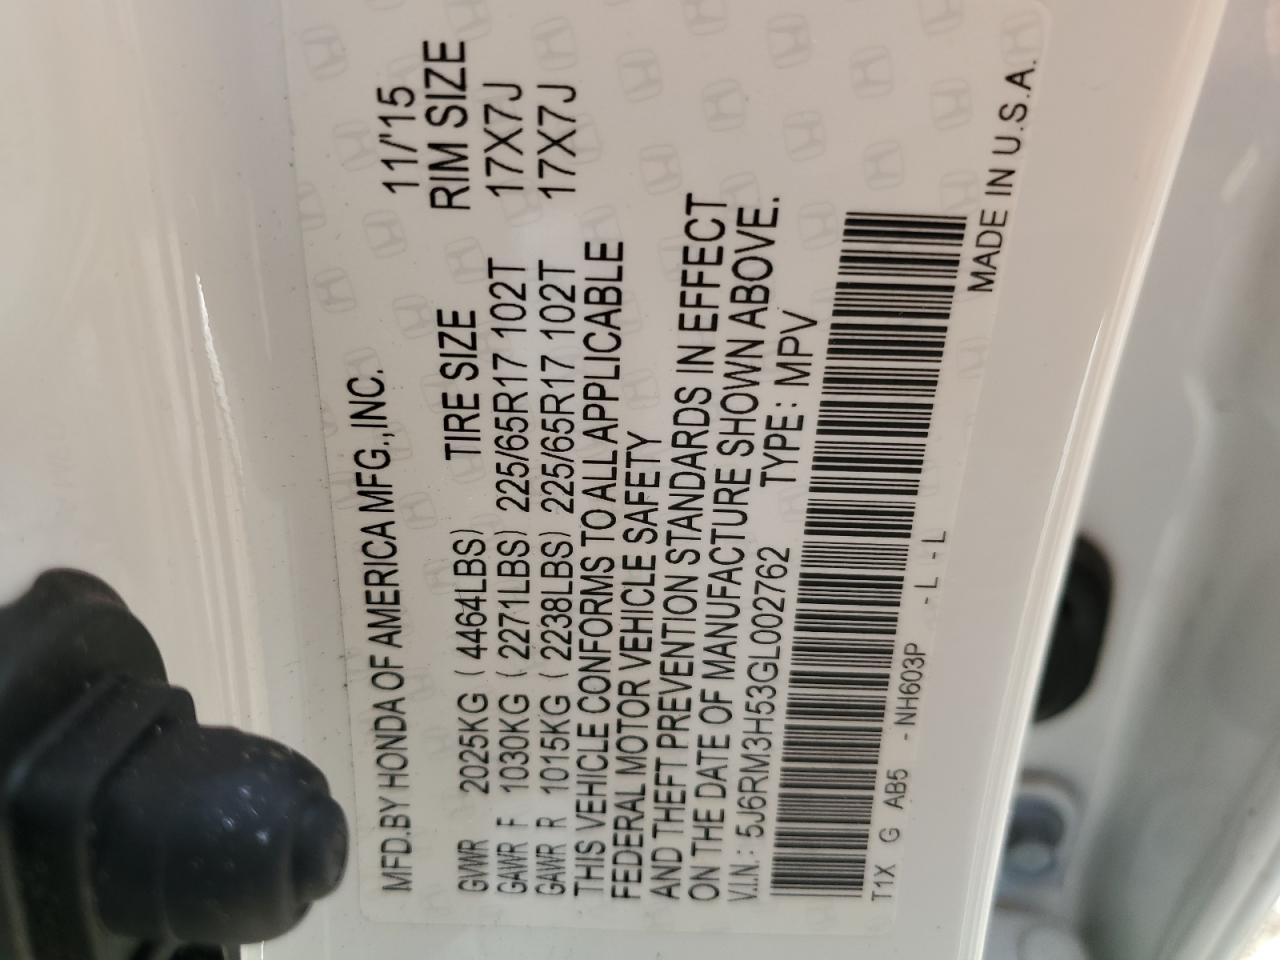 MFD.BY HONDA OF AMERICA MFG.,INC. 11/'15
TIRE SIZE RIM SIZE
GVWR 2025KG ( 4464LBS)
GAWR F 1030KG ( 2271LBS) 225/65R17 102T 17X7J
GAWR R 1015KG ( 2238LBS) 225/65R17 102T 17X7J
THIS VEHICLE CONFORMS TO ALL APPLICABLE
FEDERAL MOTOR VEHICLE SAFETY
AND THEFT PREVENTION STANDARDS IN EFFECT
ON THE DATE OF MANUFACTURE SHOWN ABOVE.
V.I.N.: 5J6RM3H53GL002762 TYPE: MPV
T1X G AB5 - NH603P - L - L
MADE IN U.S.A.